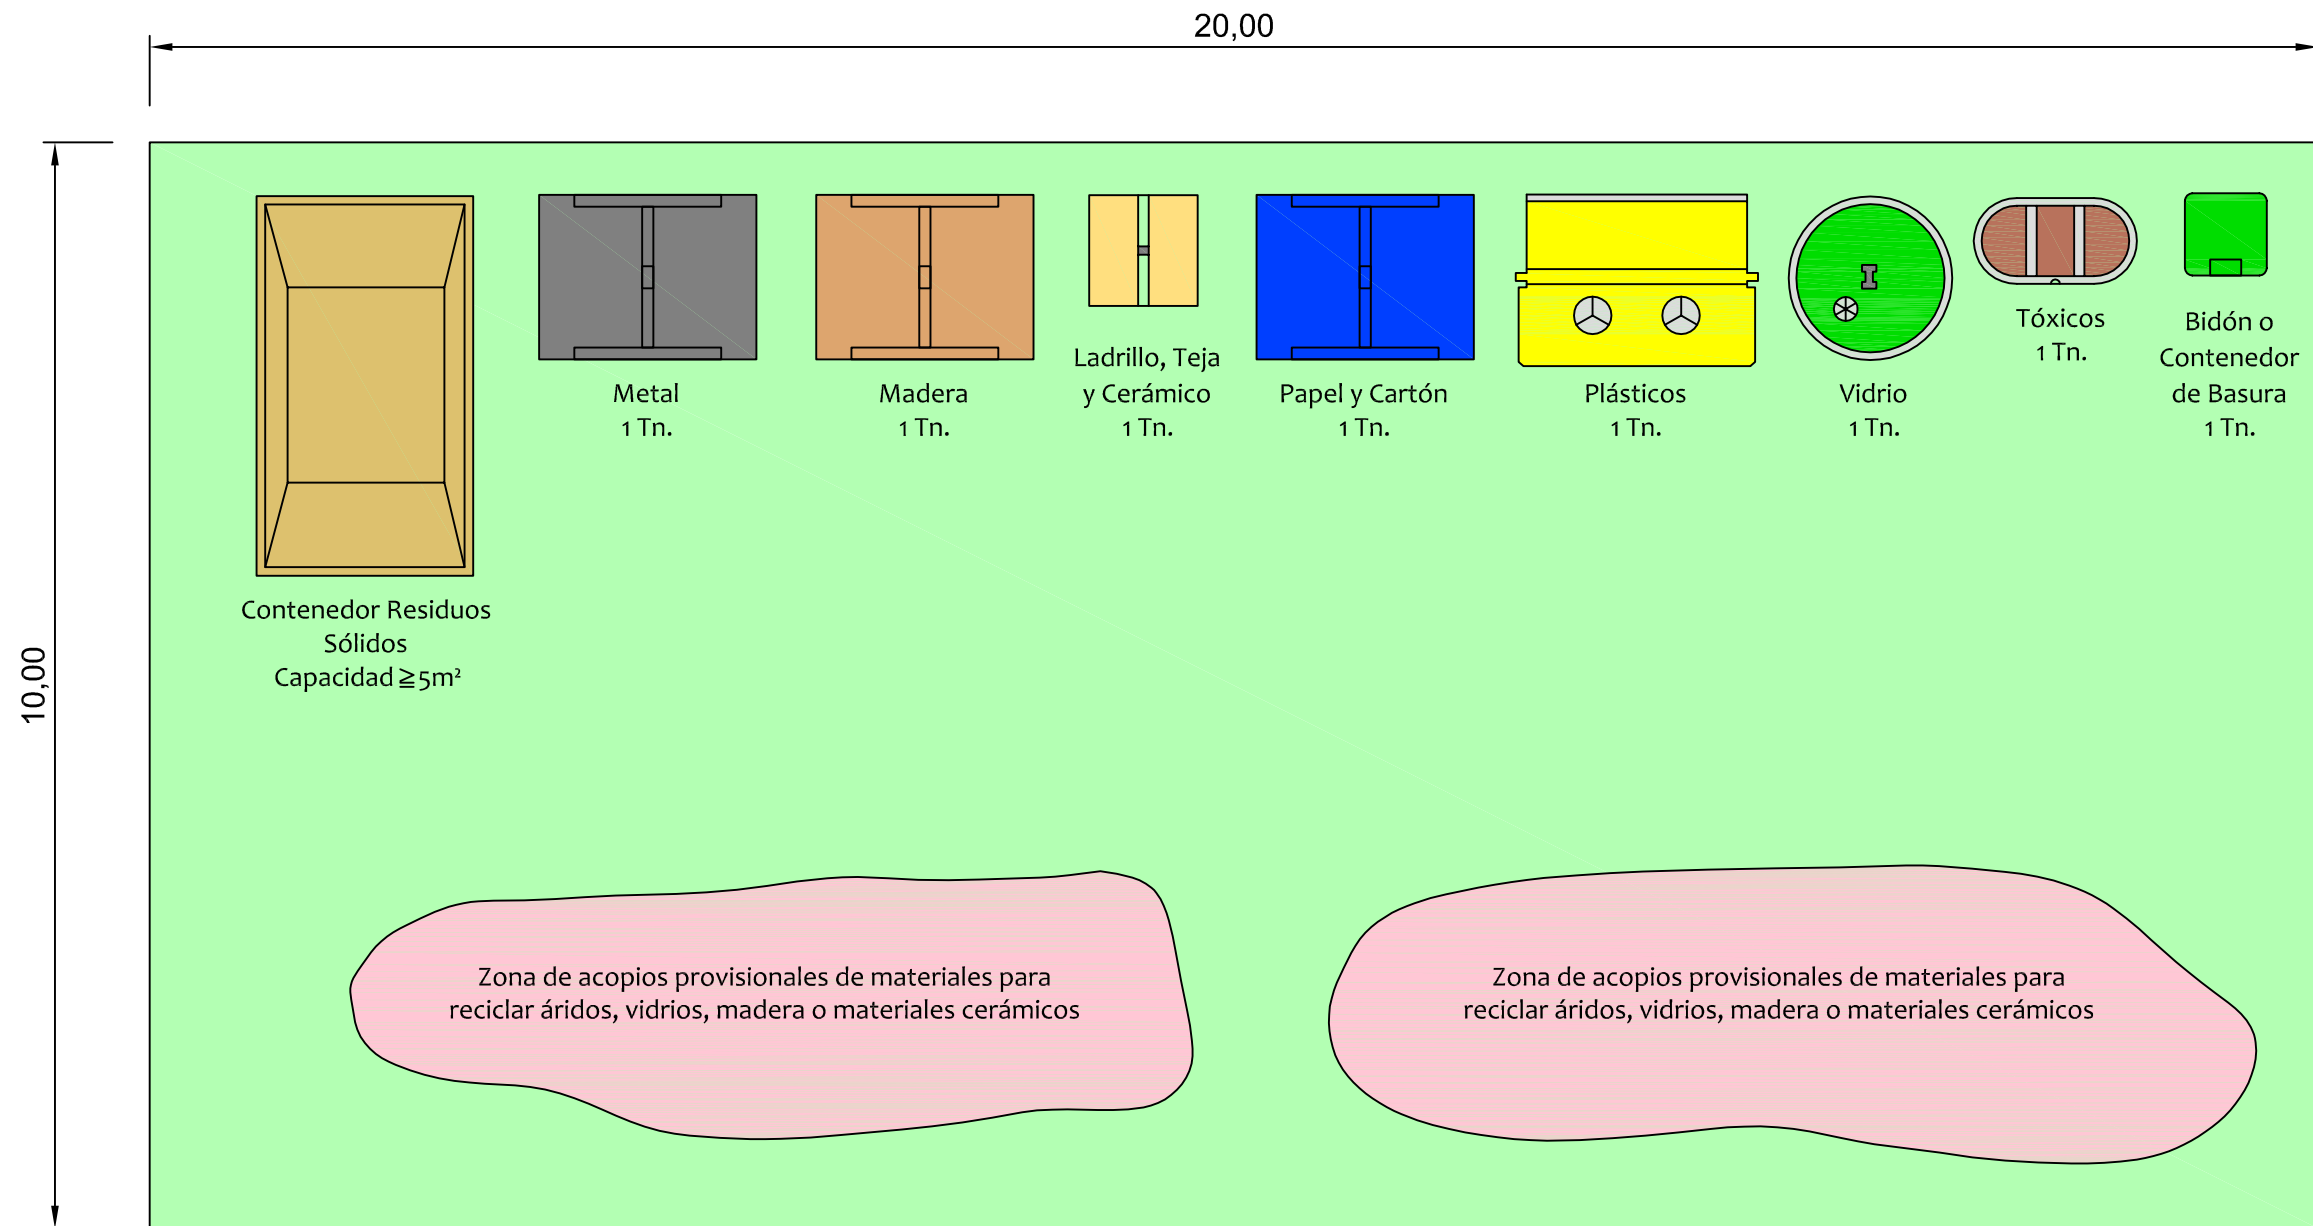 20,00
10,00
Metal
1 Tn.
Madera
1 Tn.
Ladrillo, Teja
y Cerámico
1 Tn.
Papel y Cartón
1 Tn.
Plásticos
1 Tn.
Vidrio
1 Tn.
Tóxicos
1 Tn.
Bidón o
Contenedor
de Basura
1 Tn.
Contenedor Residuos
Sólidos
Capacidad ≧5m²
Zona de acopios provisionales de materiales para
reciclar áridos, vidrios, madera o materiales cerámicos
Zona de acopios provisionales de materiales para
reciclar áridos, vidrios, madera o materiales cerámicos